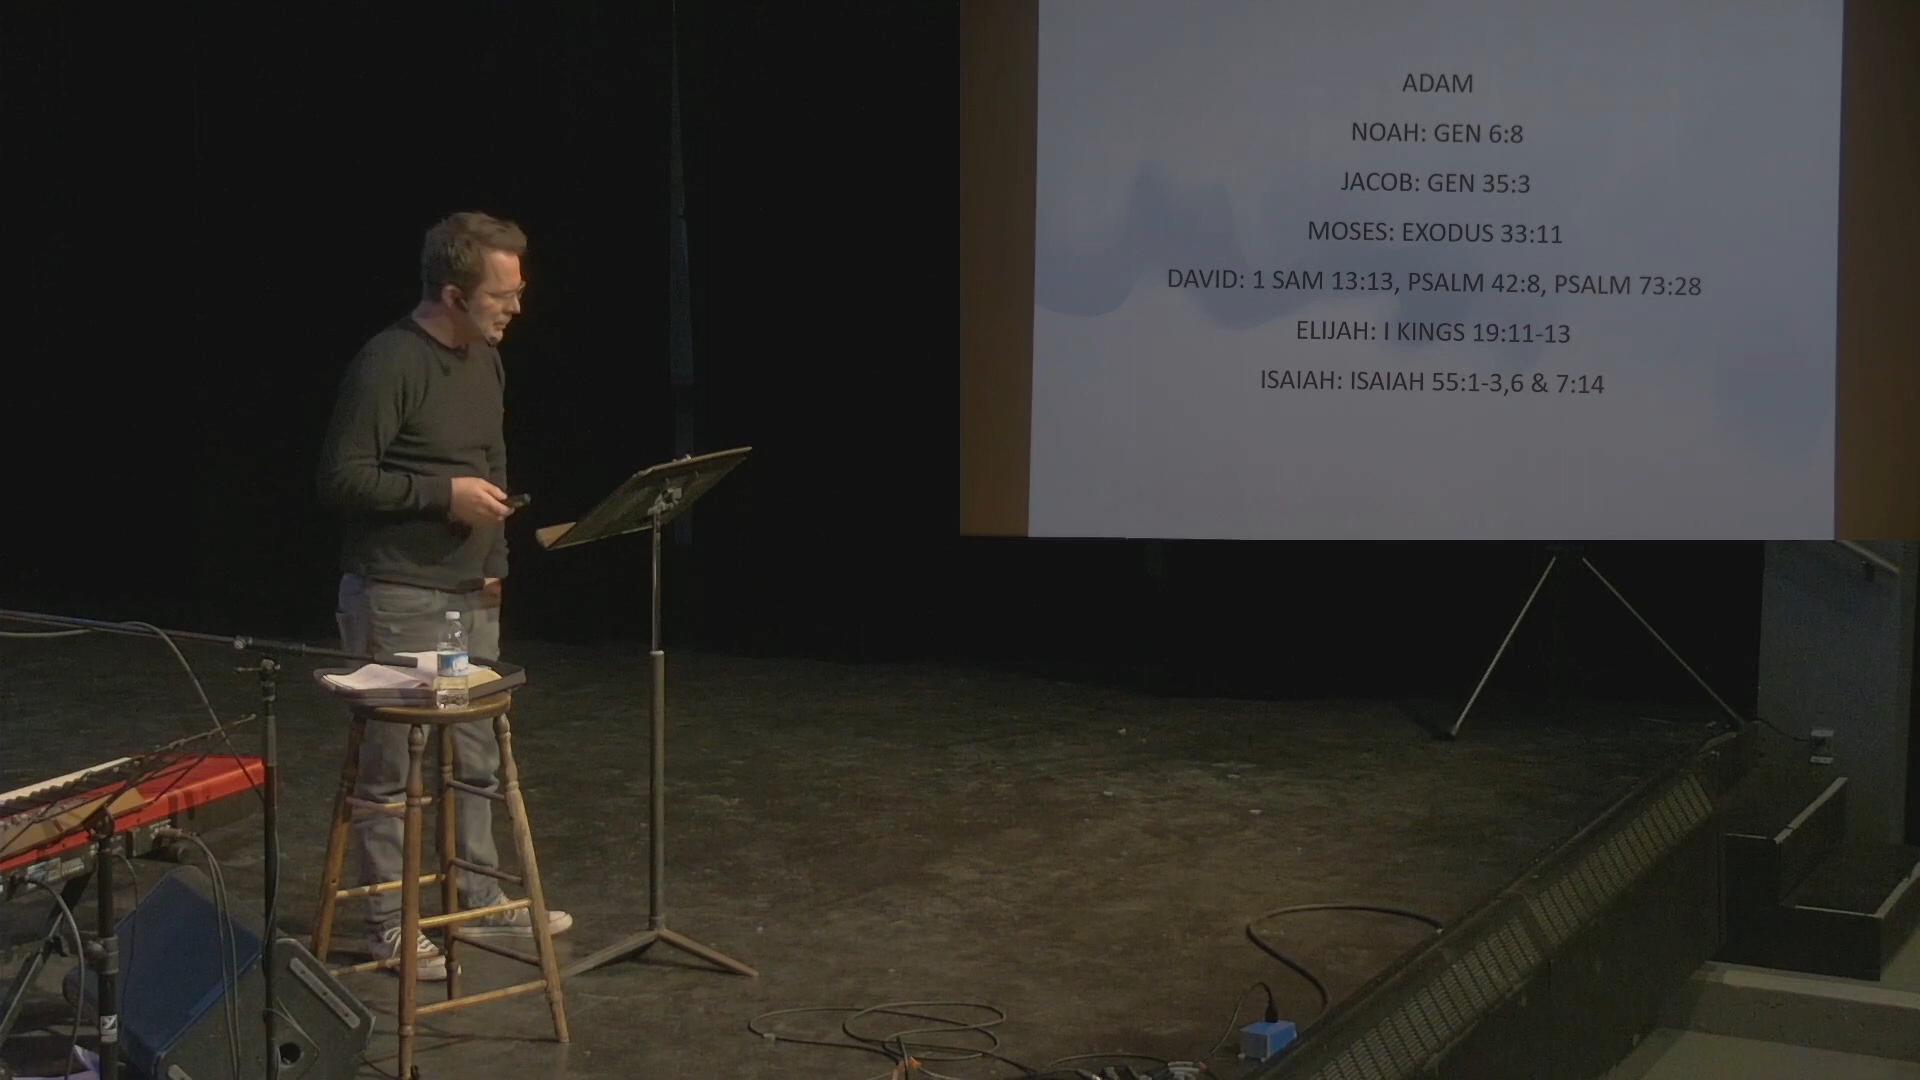 ADAM
NOAH: GEN 6:8
JACOB: GEN 35:3
MOSES: EXODUS 33:11
DAVID: 1 SAM 13:13, PSALM 42:8, PSALM 73:28
ELIJAH: I KINGS 19:11-13
ISAIAH: ISAIAH 55:1-3,6 & 7:14